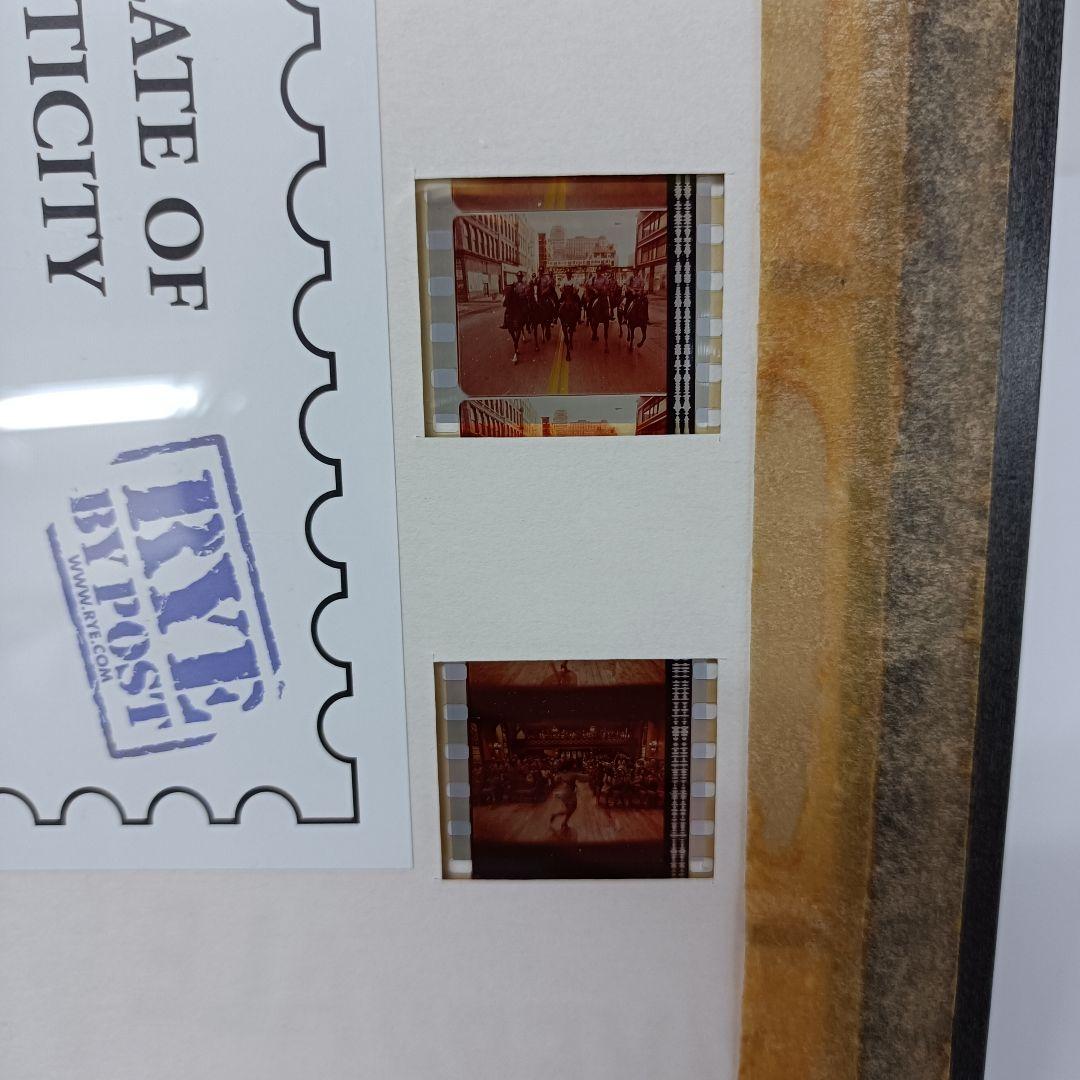 ATE OF
TICITY
RYE
BY POST
WWW.RYE.COM